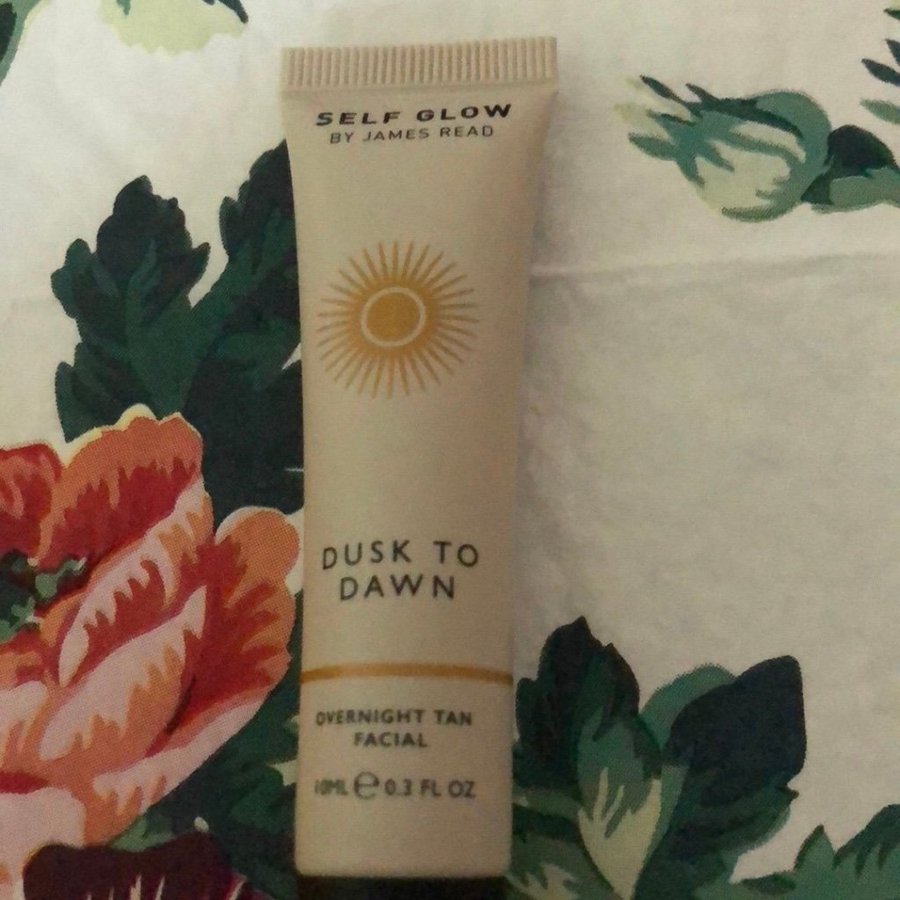 SELF GLOW
BY JAMES READ
DUSK TO
DAWN
OVERNIGHT TAN
FACIAL
10ML e 0.3 FL OZ